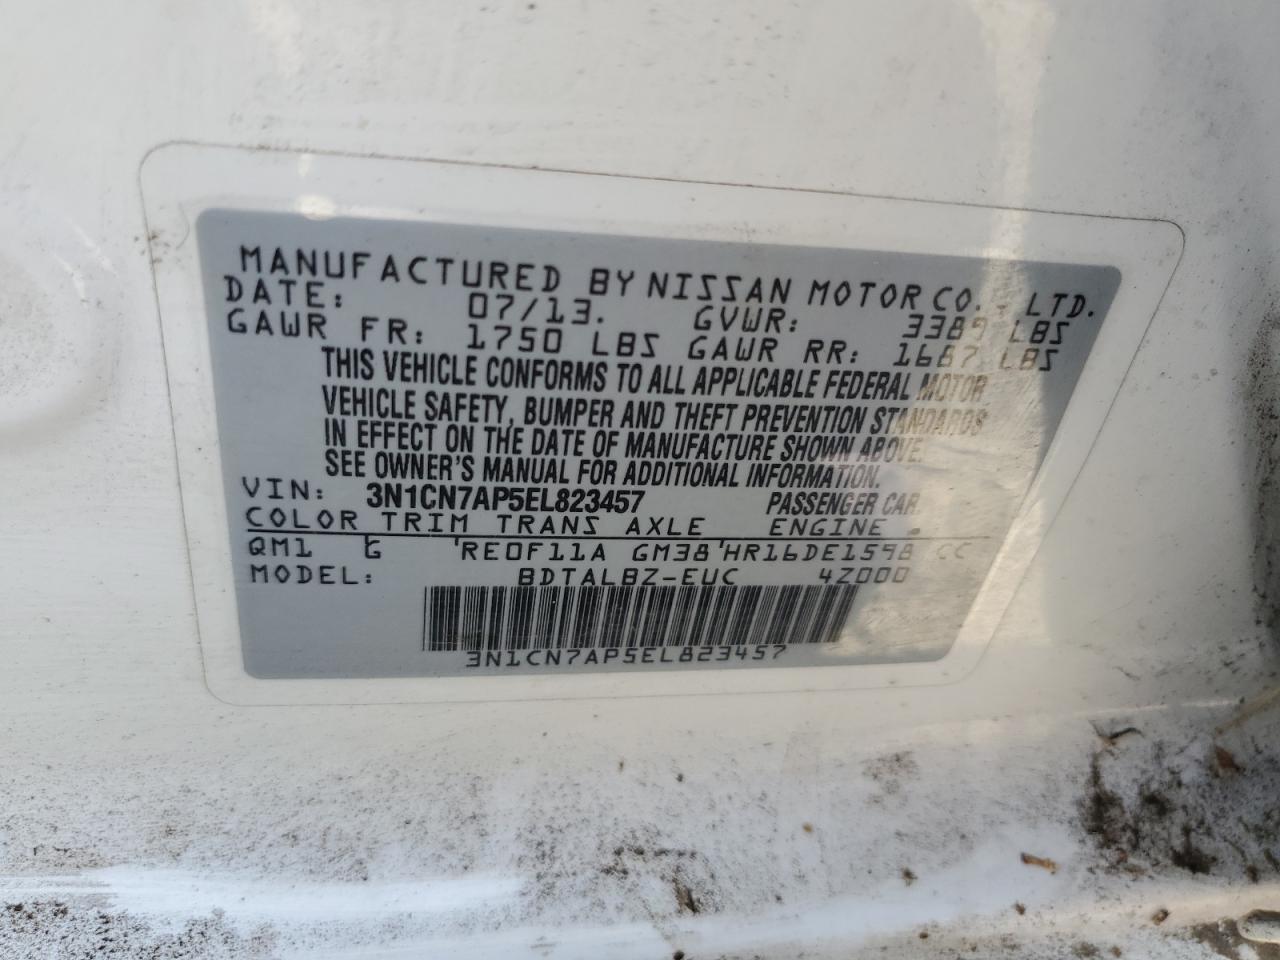 MANUFACTURED BY NISSAN MOTOR CO., LTD.
DATE: 07/13. GVWR: 3389 LBS
GAWR FR: 1750 LBS GAWR RR: 1687 LBS
THIS VEHICLE CONFORMS TO ALL APPLICABLE FEDERAL MOTOR
VEHICLE SAFETY, BUMPER AND THEFT PREVENTION STANDARDS
IN EFFECT ON THE DATE OF MANUFACTURE SHOWN ABOVE.
SEE OWNER'S MANUAL FOR ADDITIONAL INFORMATION.
VIN: 3N1CN7AP5EL823457 PASSENGER CAR
COLOR TRIM TRANS AXLE ENGINE
QM1 G RE0F11A GM38 HR16DE1598 CC
MODEL: BDTALBZ-EUC 4Z000
3N1CN7AP5EL823457